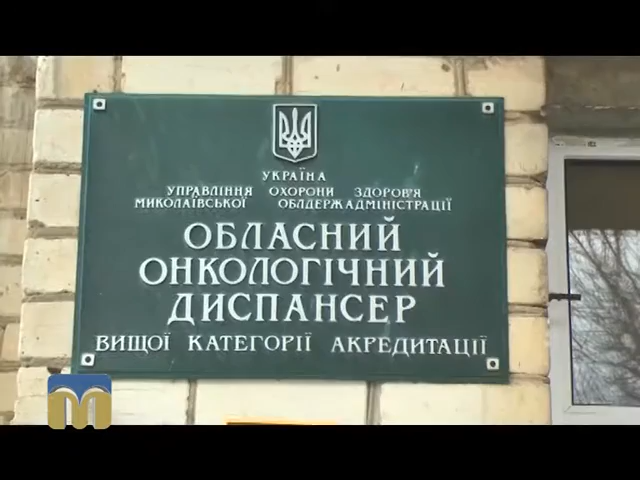 УКРАЇНА
УПРАВЛІННЯ ОХОРОНИ ЗДОРОВ'Я
МИКОЛАЇВСЬКОЇ ОБЛДЕРЖАДМІНІСТРАЦІЇ
ОБЛАСНИЙ
ОНКОЛОГІЧНИЙ
ДИСПАНСЕР
ВИЩОЇ КАТЕГОРІЇ АКРЕДИТАЦІЇ